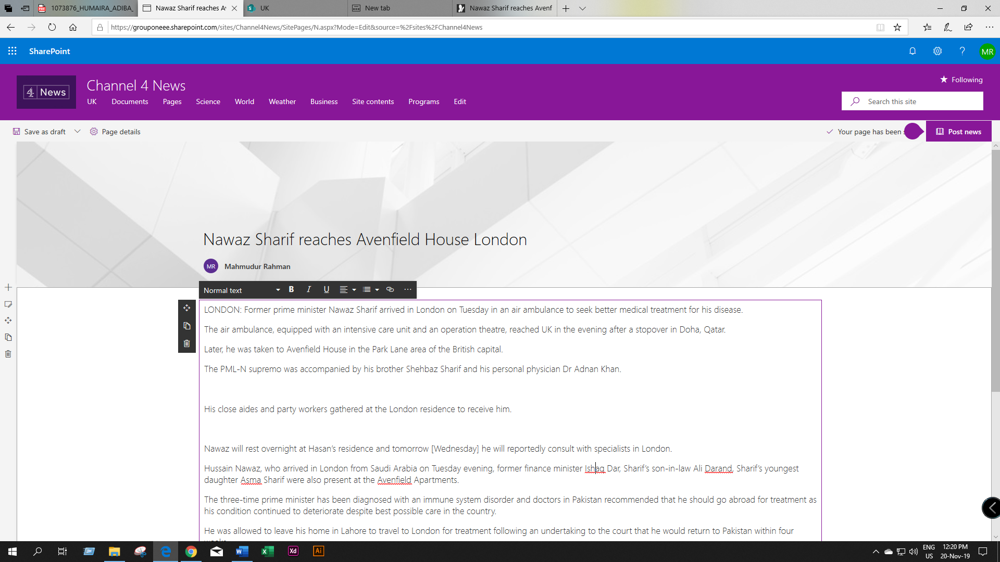 1073876_HUMAIRA_ADIBA_
Nawaz Sharif reaches Av
UK
New tab
Nawaz Sharif reaches Avenf
https://grouponeee.sharepoint.com/sites/Channel4News/SitePages/N.aspx?Mode=Edit&source=%2Fsites%2FChannel4News
SharePoint
MR
4 News
Channel 4 News
Following
UK Documents Pages Science World Weather Business Site contents Programs Edit
Search this site
Save as draft
Page details
Your page has been
Post news
Nawaz Sharif reaches Avenfield House London
MR Mahmudur Rahman
Normal text B I U
LONDON: Former prime minister Nawaz Sharif arrived in London on Tuesday in an air ambulance to seek better medical treatment for his disease.
The air ambulance, equipped with an intensive care unit and an operation theatre, reached UK in the evening after a stopover in Doha, Qatar.
Later, he was taken to Avenfield House in the Park Lane area of the British capital.
The PML-N supremo was accompanied by his brother Shehbaz Sharif and his personal physician Dr Adnan Khan.
His close aides and party workers gathered at the London residence to receive him.
Nawaz will rest overnight at Hasan’s residence and tomorrow [Wednesday] he will reportedly consult with specialists in London.
Hussain Nawaz, who arrived in London from Saudi Arabia on Tuesday evening, former finance minister Ishaq Dar, Sharif’s son-in-law Ali Darand, Sharif’s youngest
daughter Asma Sharif were also present at the Avenfield Apartments.
The three-time prime minister has been diagnosed with an immune system disorder and doctors in Pakistan recommended that he should go abroad for treatment as
his condition continued to deteriorate despite best possible care in the country.
He was allowed to leave his home in Lahore to travel to London for treatment following an undertaking to the court that he would return to Pakistan within four
Xd
Ai
ENG
US
12:20 PM
20-Nov-19